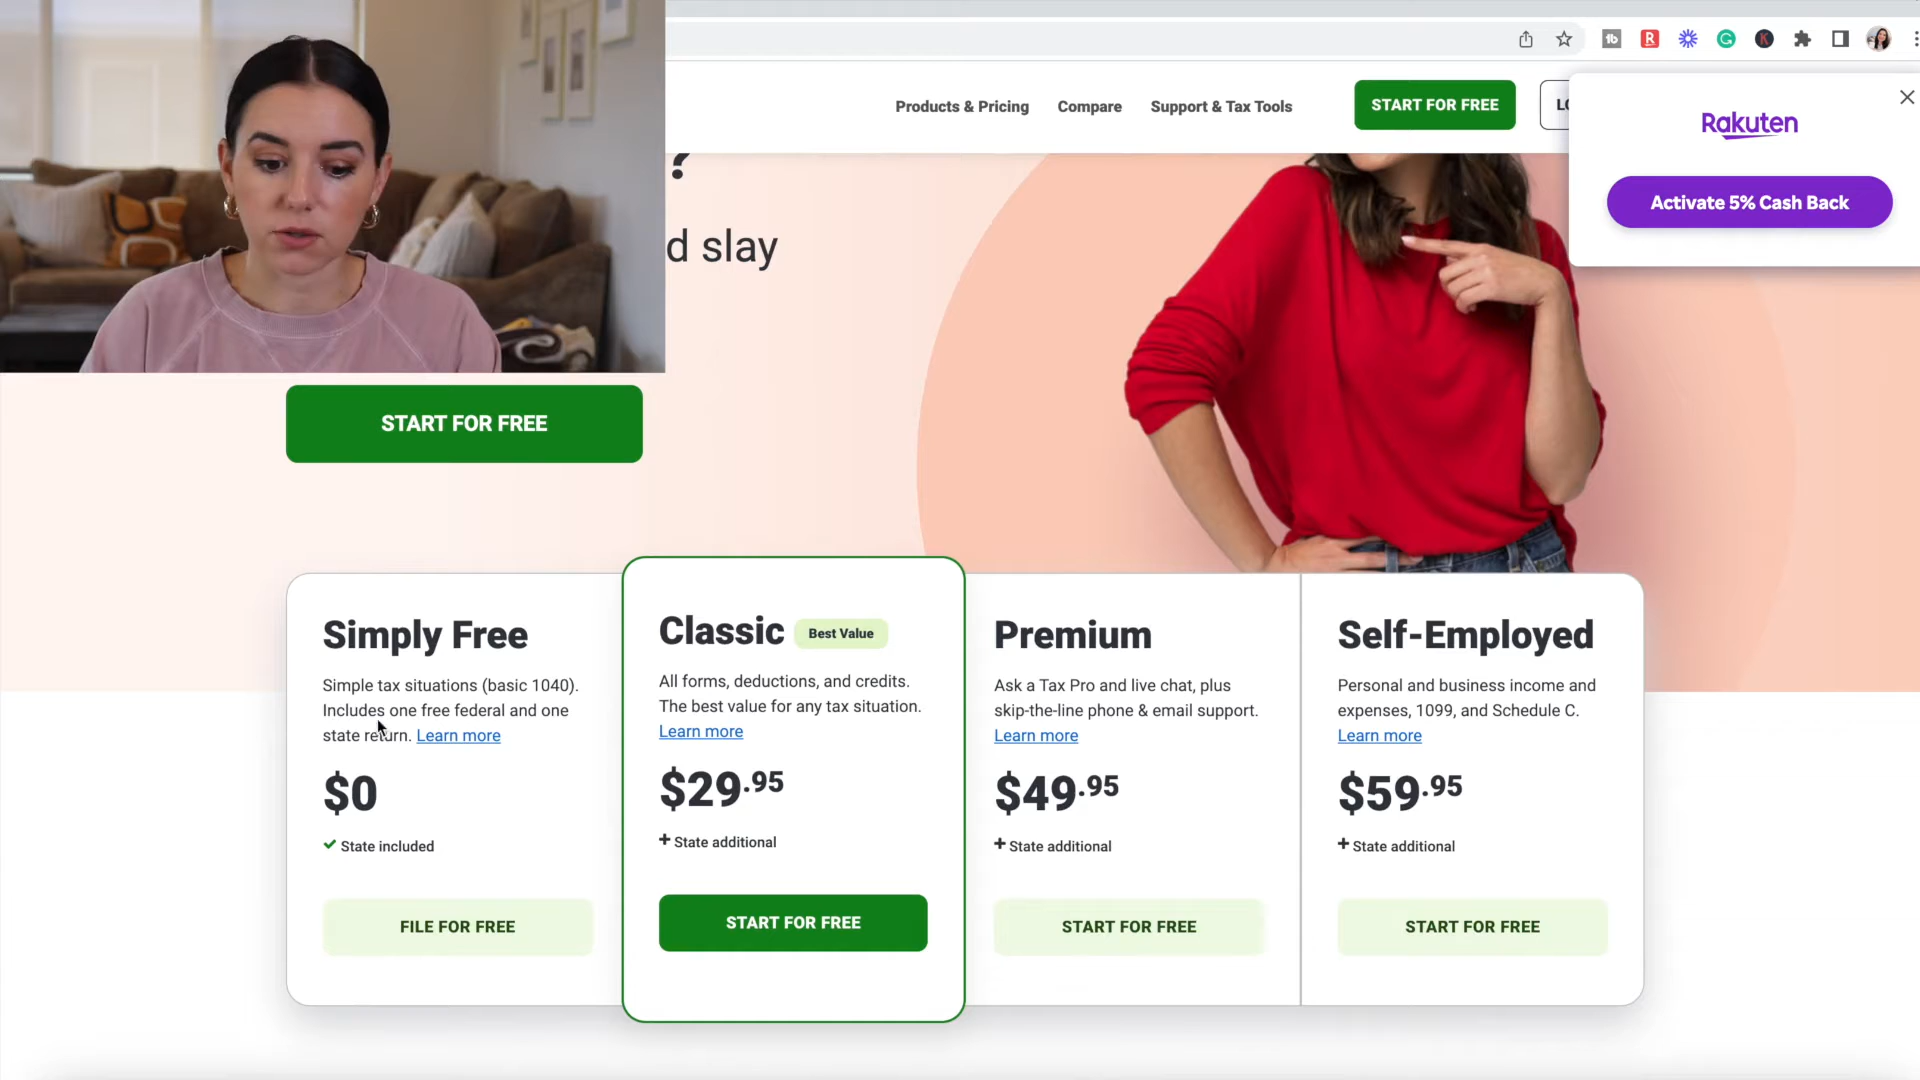 Products & Pricing
Compare
Support & Tax Tools
START FOR FREE
Rakuten
Activate 5% Cash Back
?
d slay
START FOR FREE
Simply Free
Simple tax situations (basic 1040).
Includes one free federal and one
state return. Learn more
$0
State included
FILE FOR FREE
Classic Best Value
All forms, deductions, and credits.
The best value for any tax situation.
Learn more
$29.95
+ State additional
START FOR FREE
Premium
Ask a Tax Pro and live chat, plus
skip-the-line phone & email support.
Learn more
$49.95
+ State additional
START FOR FREE
Self-Employed
Personal and business income and
expenses, 1099, and Schedule C.
Learn more
$59.95
+ State additional
START FOR FREE